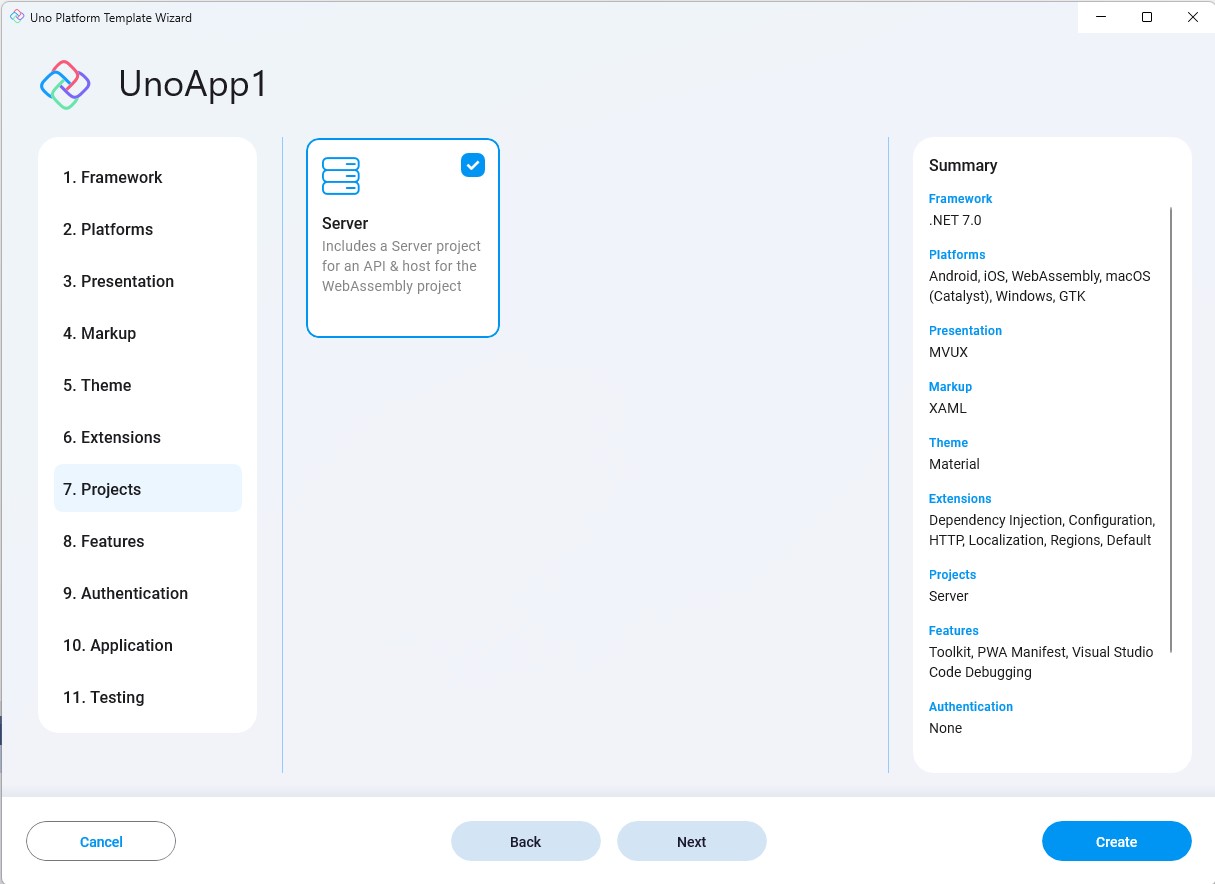 Uno Platform Template Wizard
UnoApp1
1. Framework
2. Platforms
3. Presentation
4. Markup
5. Theme
6. Extensions
7. Projects
8. Features
9. Authentication
10. Application
11. Testing
Server
Includes a Server project
for an API & host for the
WebAssembly project
Summary
Framework
.NET 7.0
Platforms
Android, iOS, WebAssembly, macOS
(Catalyst), Windows, GTK
Presentation
MVUX
Markup
XAML
Theme
Material
Extensions
Dependency Injection, Configuration,
HTTP, Localization, Regions, Default
Projects
Server
Features
Toolkit, PWA Manifest, Visual Studio
Code Debugging
Authentication
None
Cancel
Back
Next
Create